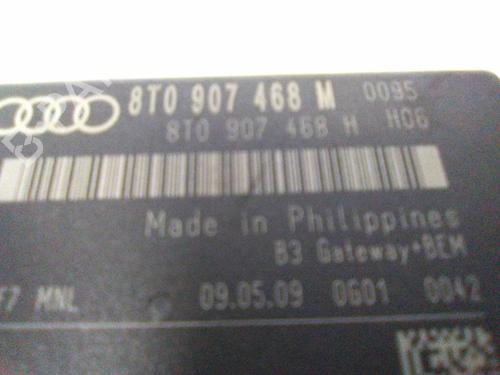 8T0 907 468 M 0095
8T0 907 468 H H06
Made in Philippines
B3 Gateway+BEM
F7 MNL 09.05.09 0601 0042